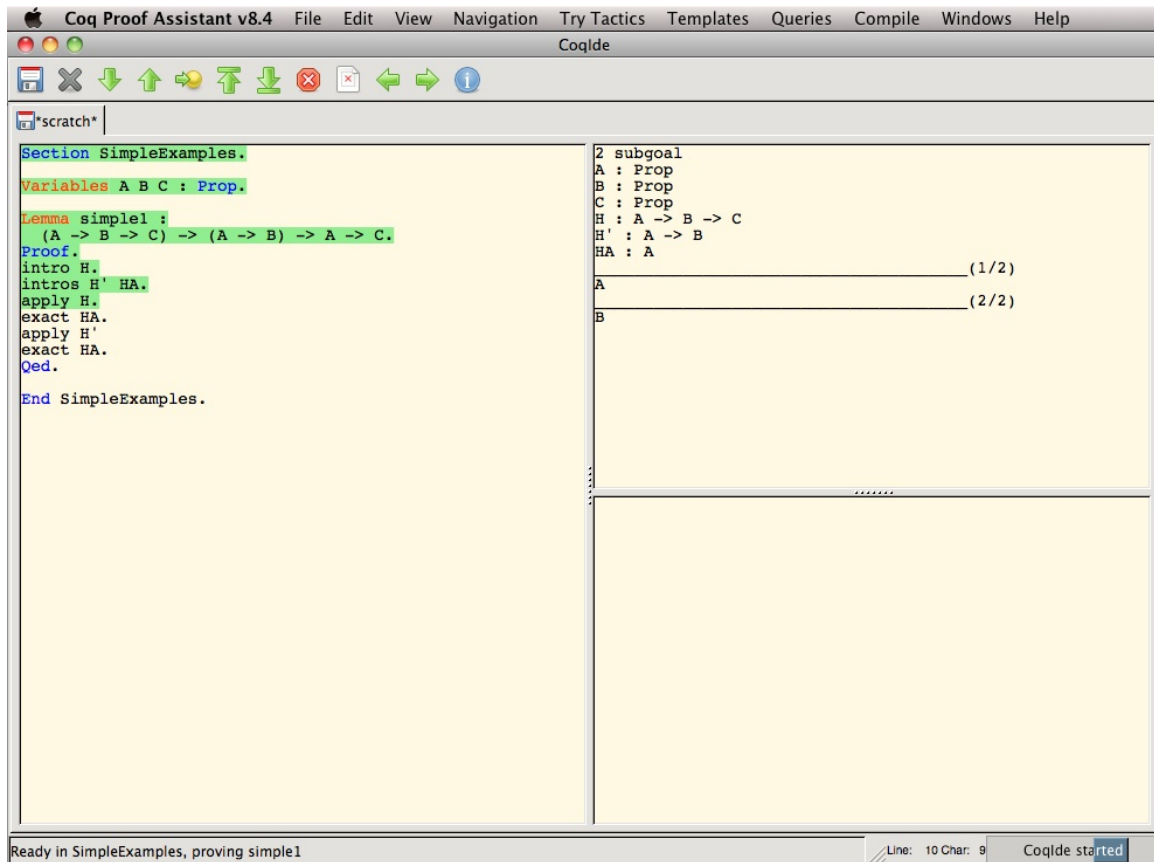 Coq Proof Assistant v8.4 File Edit View Navigation Try Tactics Templates Queries Compile Windows Help
CoqIde
*scratch*
Section SimpleExamples.
Variables A B C : Prop.
Lemma simple1 :
(A -> B -> C) -> (A -> B) -> A -> C.
Proof.
intro H.
intros H' HA.
apply H.
exact HA.
apply H'
exact HA.
Qed.
End SimpleExamples.
2 subgoal
A : Prop
B : Prop
C : Prop
H : A -> B -> C
H' : A -> B
HA : A
______________________________________(1/2)
A
______________________________________(2/2)
B
Ready in SimpleExamples, proving simple1
Line: 10 Char: 9
CoqIde started